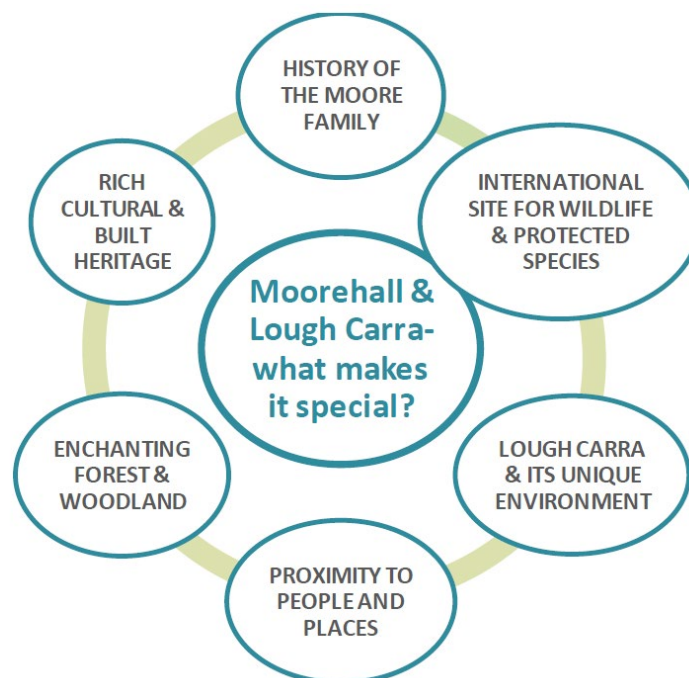 HISTORY OF
THE MOORE
FAMILY
INTERNATIONAL
SITE FOR WILDLIFE
& PROTECTED
SPECIES
LOUGH CARRA
& ITS UNIQUE
ENVIRONMENT
PROXIMITY TO
PEOPLE AND
PLACES
ENCHANTING
FOREST &
WOODLAND
RICH
CULTURAL &
BUILT
HERITAGE
Moorehall &
Lough Carra-
what makes
it special?